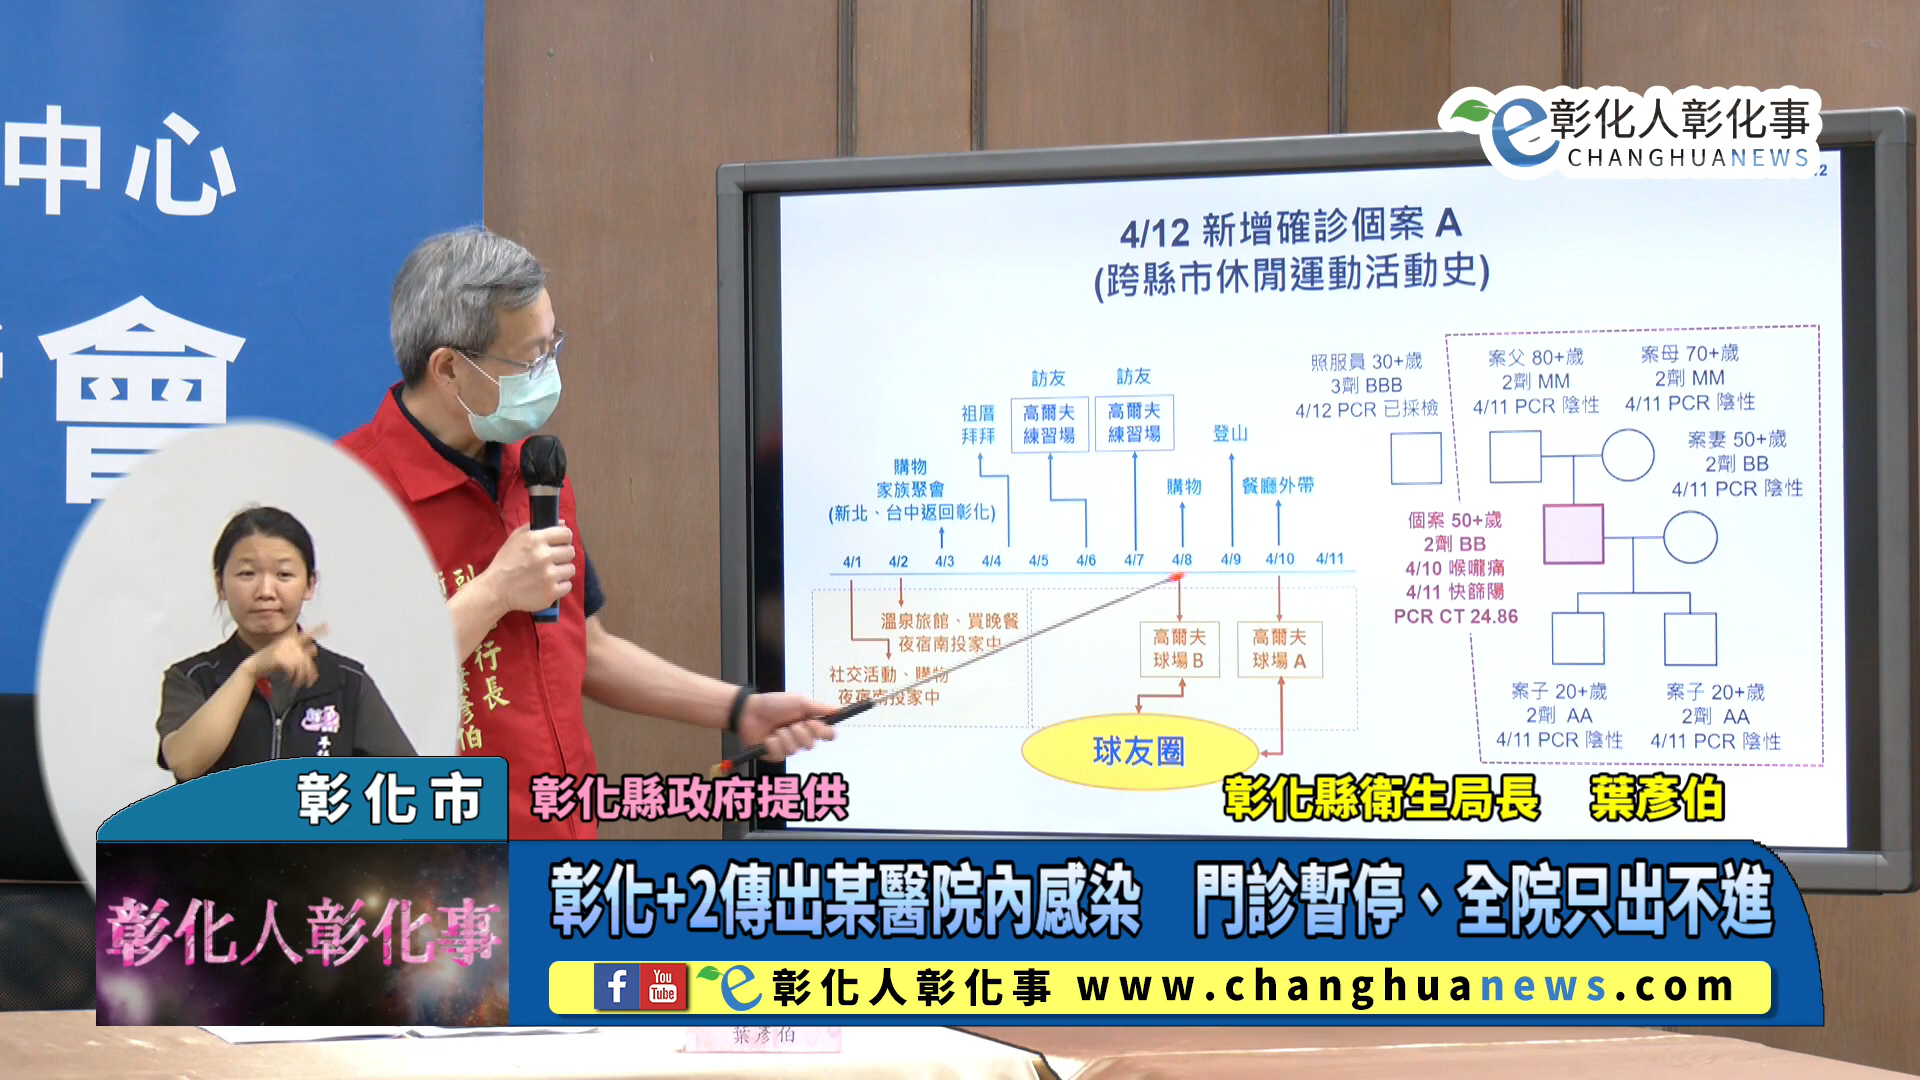 中心
會
彰化人彰化事
CHANGHUANEWS
4/12 新增確診個案 A
(跨縣市休閒運動活動史)
訪友
訪友
祖厝
拜拜
高爾夫
練習場
高爾夫
練習場
登山
購物
家族聚會
(新北、台中返回彰化)
購物
餐廳外帶
4/1 4/2 4/3 4/4 4/5 4/6 4/7 4/8 4/9 4/10 4/11
溫泉旅館、買晚餐
夜宿南投家中
社交活動、購物
夜宿南投家中
高爾夫
球場 B
高爾夫
球場 A
球友圈
照服員 30+歲
3劑 BBB
4/12 PCR 已採檢
案父 80+歲
2劑 MM
4/11 PCR 陰性
案母 70+歲
2劑 MM
4/11 PCR 陰性
案妻 50+歲
2劑 BB
4/11 PCR 陰性
個案 50+歲
2劑 BB
4/10 喉嚨痛
4/11 快篩陽
PCR CT 24.86
案子 20+歲
2劑 AA
4/11 PCR 陰性
案子 20+歲
2劑 AA
4/11 PCR 陰性
行長
彰化市
彰化縣政府提供
彰化縣衛生局長 葉彥伯
彰化人彰化事
彰化+2傳出某醫院內感染 門診暫停、全院只出不進
f You Tube e 彰化人彰化事 www.changhuanews.com
葉彥伯